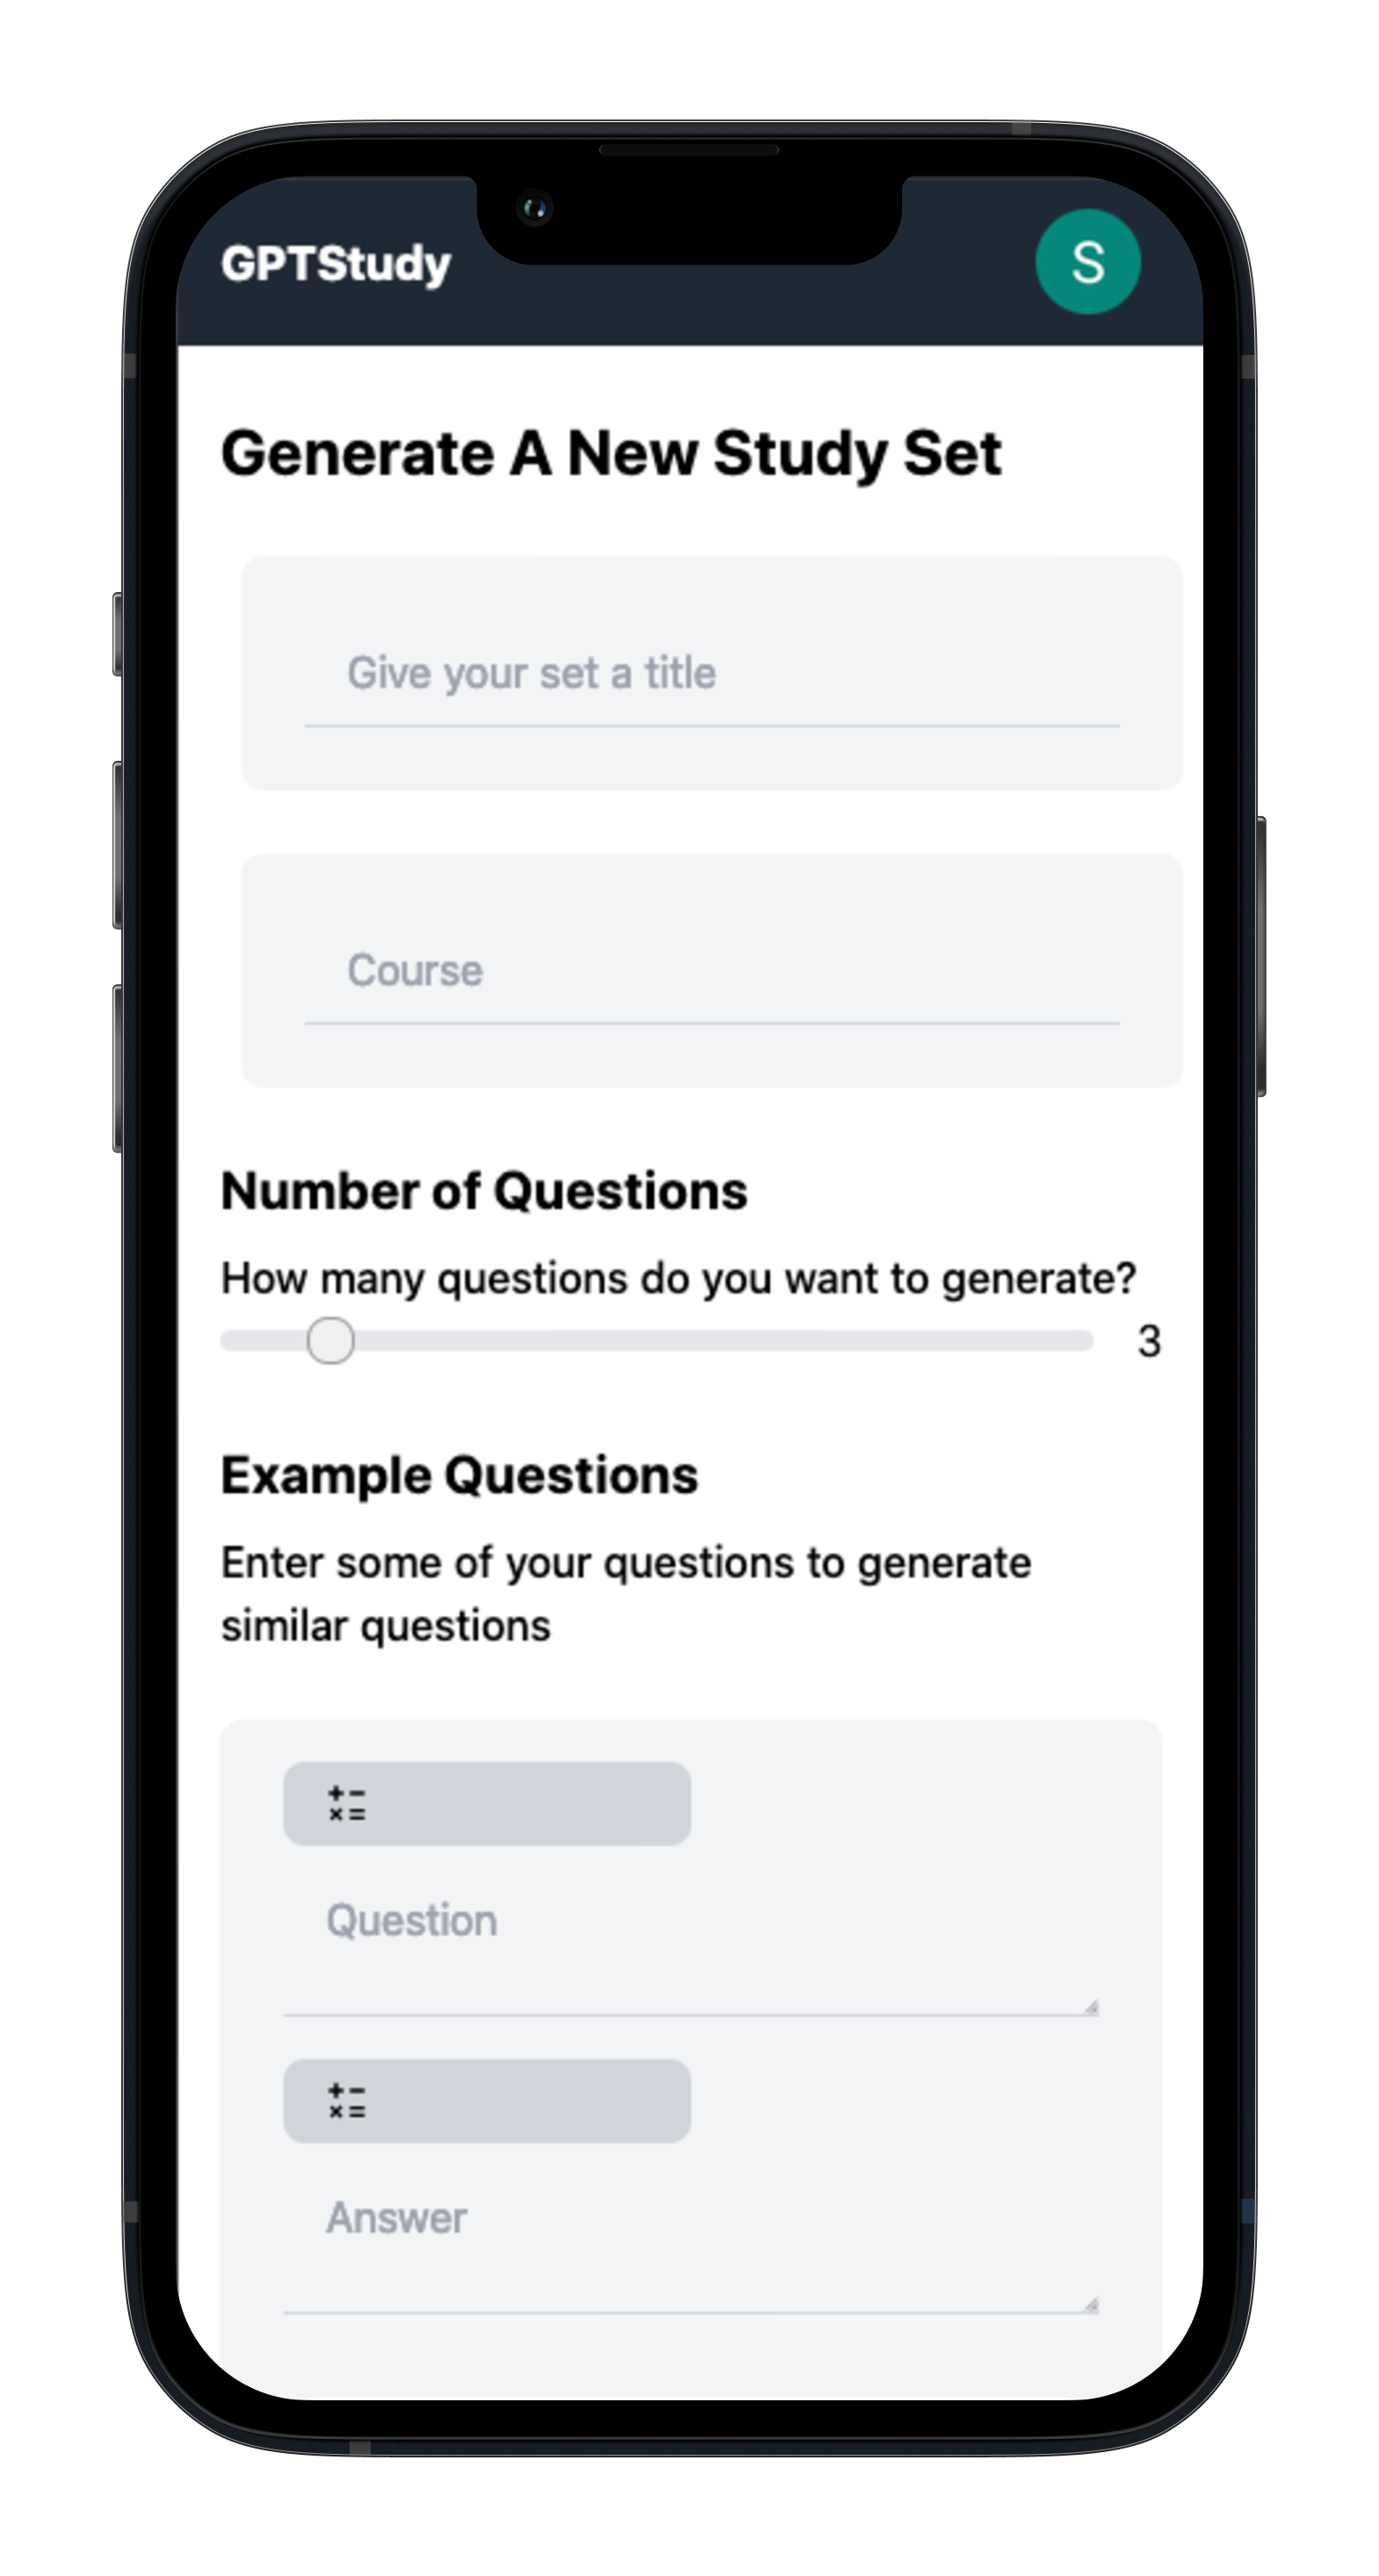 GPTStudy
S
Generate A New Study Set
Give your set a title
Course
Number of Questions
How many questions do you want to generate?
3
Example Questions
Enter some of your questions to generate
similar questions
+−
×=
Question
+−
×=
Answer